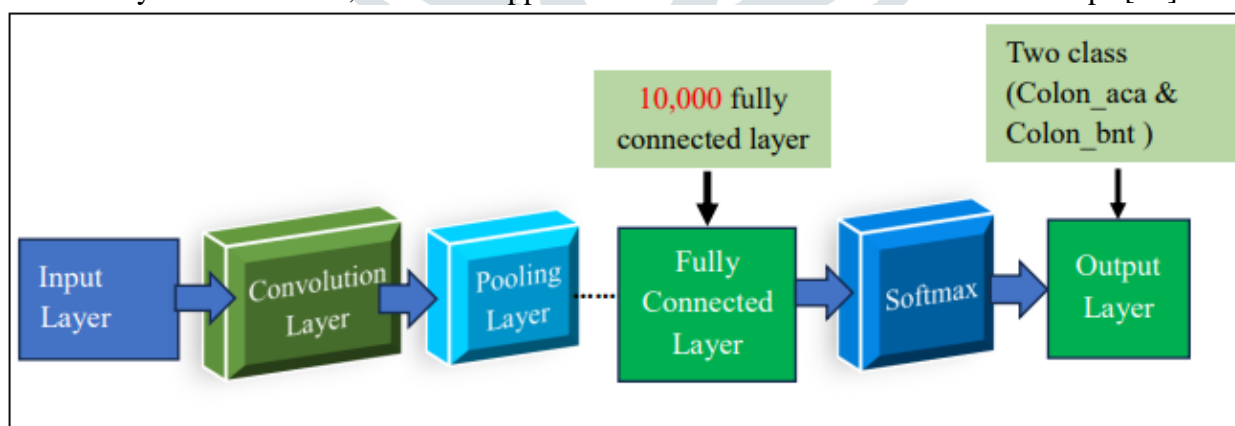 10,000 fully
connected layer
Two class
(Colon_aca &
Colon_bnt )
Input
Layer
Convolution
Layer
Pooling
Layer
......
Fully
Connected
Layer
Softmax
Output
Layer